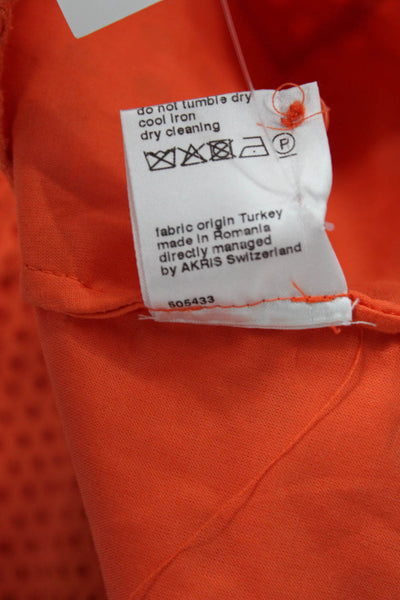 do not tumble dry
cool iron
dry cleaning
P
fabric origin Turkey
made in Romania
directly managed
by AKRIS Switzerland
505433